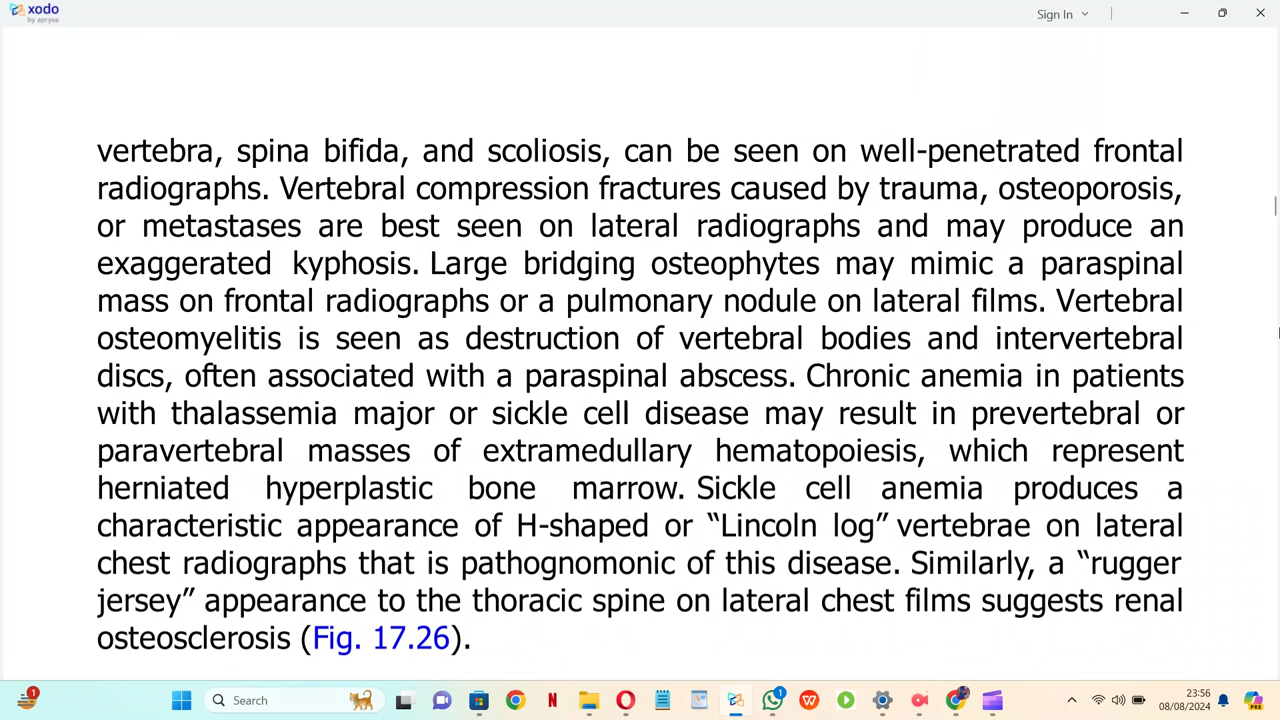 xodo
by apryse
Sign In
vertebra, spina bifida, and scoliosis, can be seen on well-penetrated frontal
radiographs. Vertebral compression fractures caused by trauma, osteoporosis,
or metastases are best seen on lateral radiographs and may produce an
exaggerated kyphosis. Large bridging osteophytes may mimic a paraspinal
mass on frontal radiographs or a pulmonary nodule on lateral films. Vertebral
osteomyelitis is seen as destruction of vertebral bodies and intervertebral
discs, often associated with a paraspinal abscess. Chronic anemia in patients
with thalassemia major or sickle cell disease may result in prevertebral or
paravertebral masses of extramedullary hematopoiesis, which represent
herniated hyperplastic bone marrow. Sickle cell anemia produces a
characteristic appearance of H-shaped or “Lincoln log” vertebrae on lateral
chest radiographs that is pathognomonic of this disease. Similarly, a “rugger
jersey” appearance to the thoracic spine on lateral chest films suggests renal
osteosclerosis (Fig. 17.26).
1
Search
N
1
W
23:56
08/08/2024
PRE